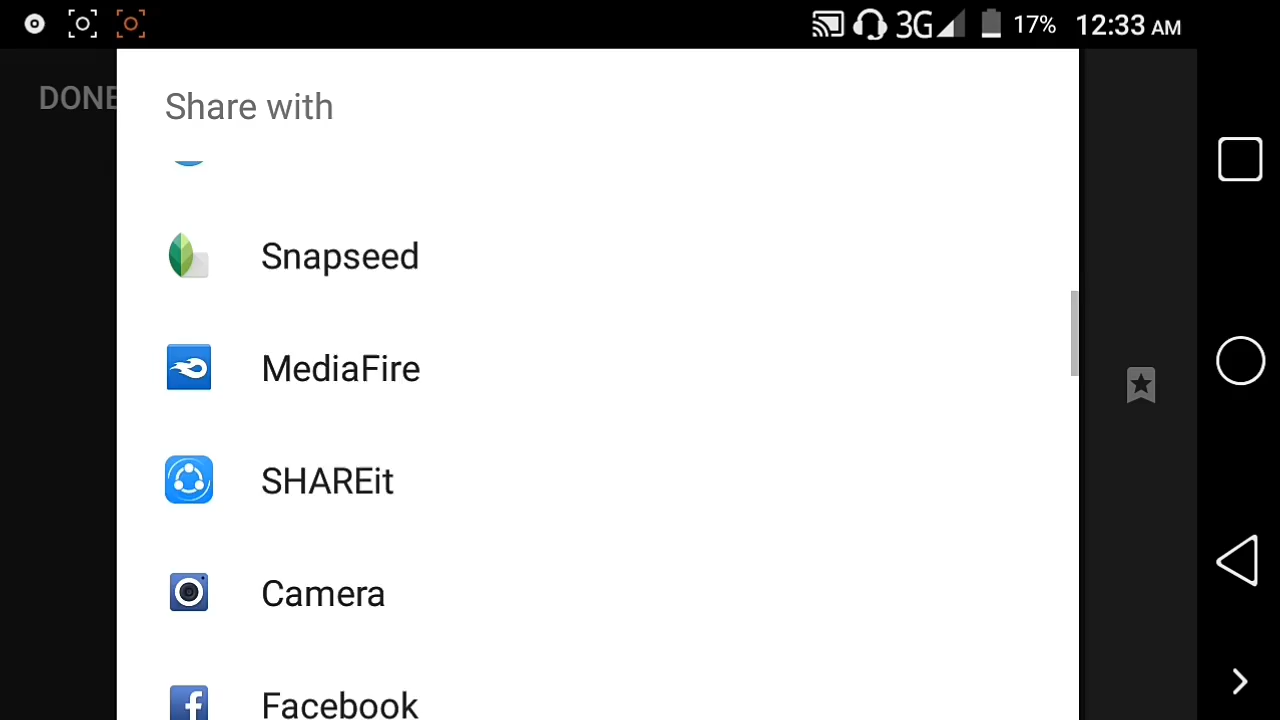 3G 17% 12:33 AM
DONE
Share with
Snapseed
MediaFire
SHAREit
Camera
Facebook